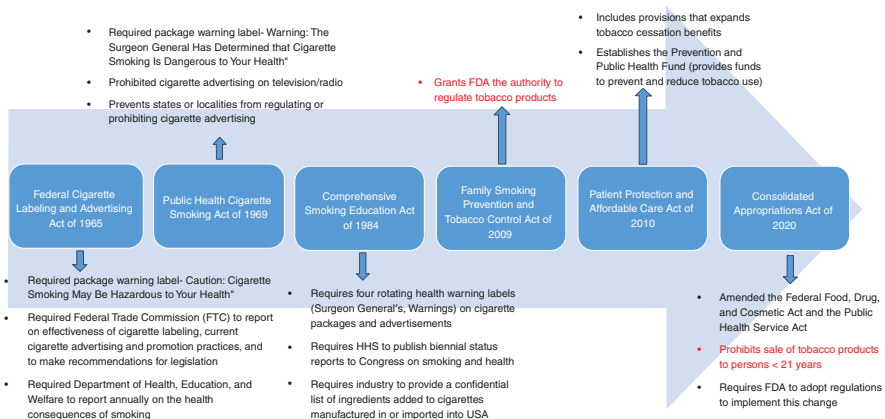 • Required package warning label- Warning: The
Surgeon General Has Determined that Cigarette
Smoking Is Dangerous to Your Health"
• Prohibited cigarette advertising on television/radio
• Prevents states or localities from regulating or
prohibiting cigarette advertising
• Grants FDA the authority to
regulate tobacco products
• Includes provisions that expands
tobacco cessation benefits
• Establishes the Prevention and
Public Health Fund (provides funds
to prevent and reduce tobacco use)
Federal Cigarette
Labeling and Advertising
Act of 1965
Public Health Cigarette
Smoking Act of 1969
Comprehensive
Smoking Education Act
of 1984
Family Smoking
Prevention and
Tobacco Control Act of
2009
Patient Protection and
Affordable Care Act of
2010
Consolidated
Appropriations Act of
2020
• Required package warning label- Caution: Cigarette
Smoking May Be Hazardous to Your Health"
• Required Federal Trade Commission (FTC) to report
on effectiveness of cigarette labeling, current
cigarette advertising and promotion practices, and
to make recommendations for legislation
• Required Department of Health, Education, and
Welfare to report annually on the health
consequences of smoking
• Requires four rotating health warning labels
(Surgeon General's, Warnings) on cigarette
packages and advertisements
• Requires HHS to publish biennial status
reports to Congress on smoking and health
• Requires industry to provide a confidential
list of ingredients added to cigarettes
manufactured in or imported into USA
• Amended the Federal Food, Drug,
and Cosmetic Act and the Public
Health Service Act
• Prohibits sale of tobacco products
to persons < 21 years
• Requires FDA to adopt regulations
to implement this change